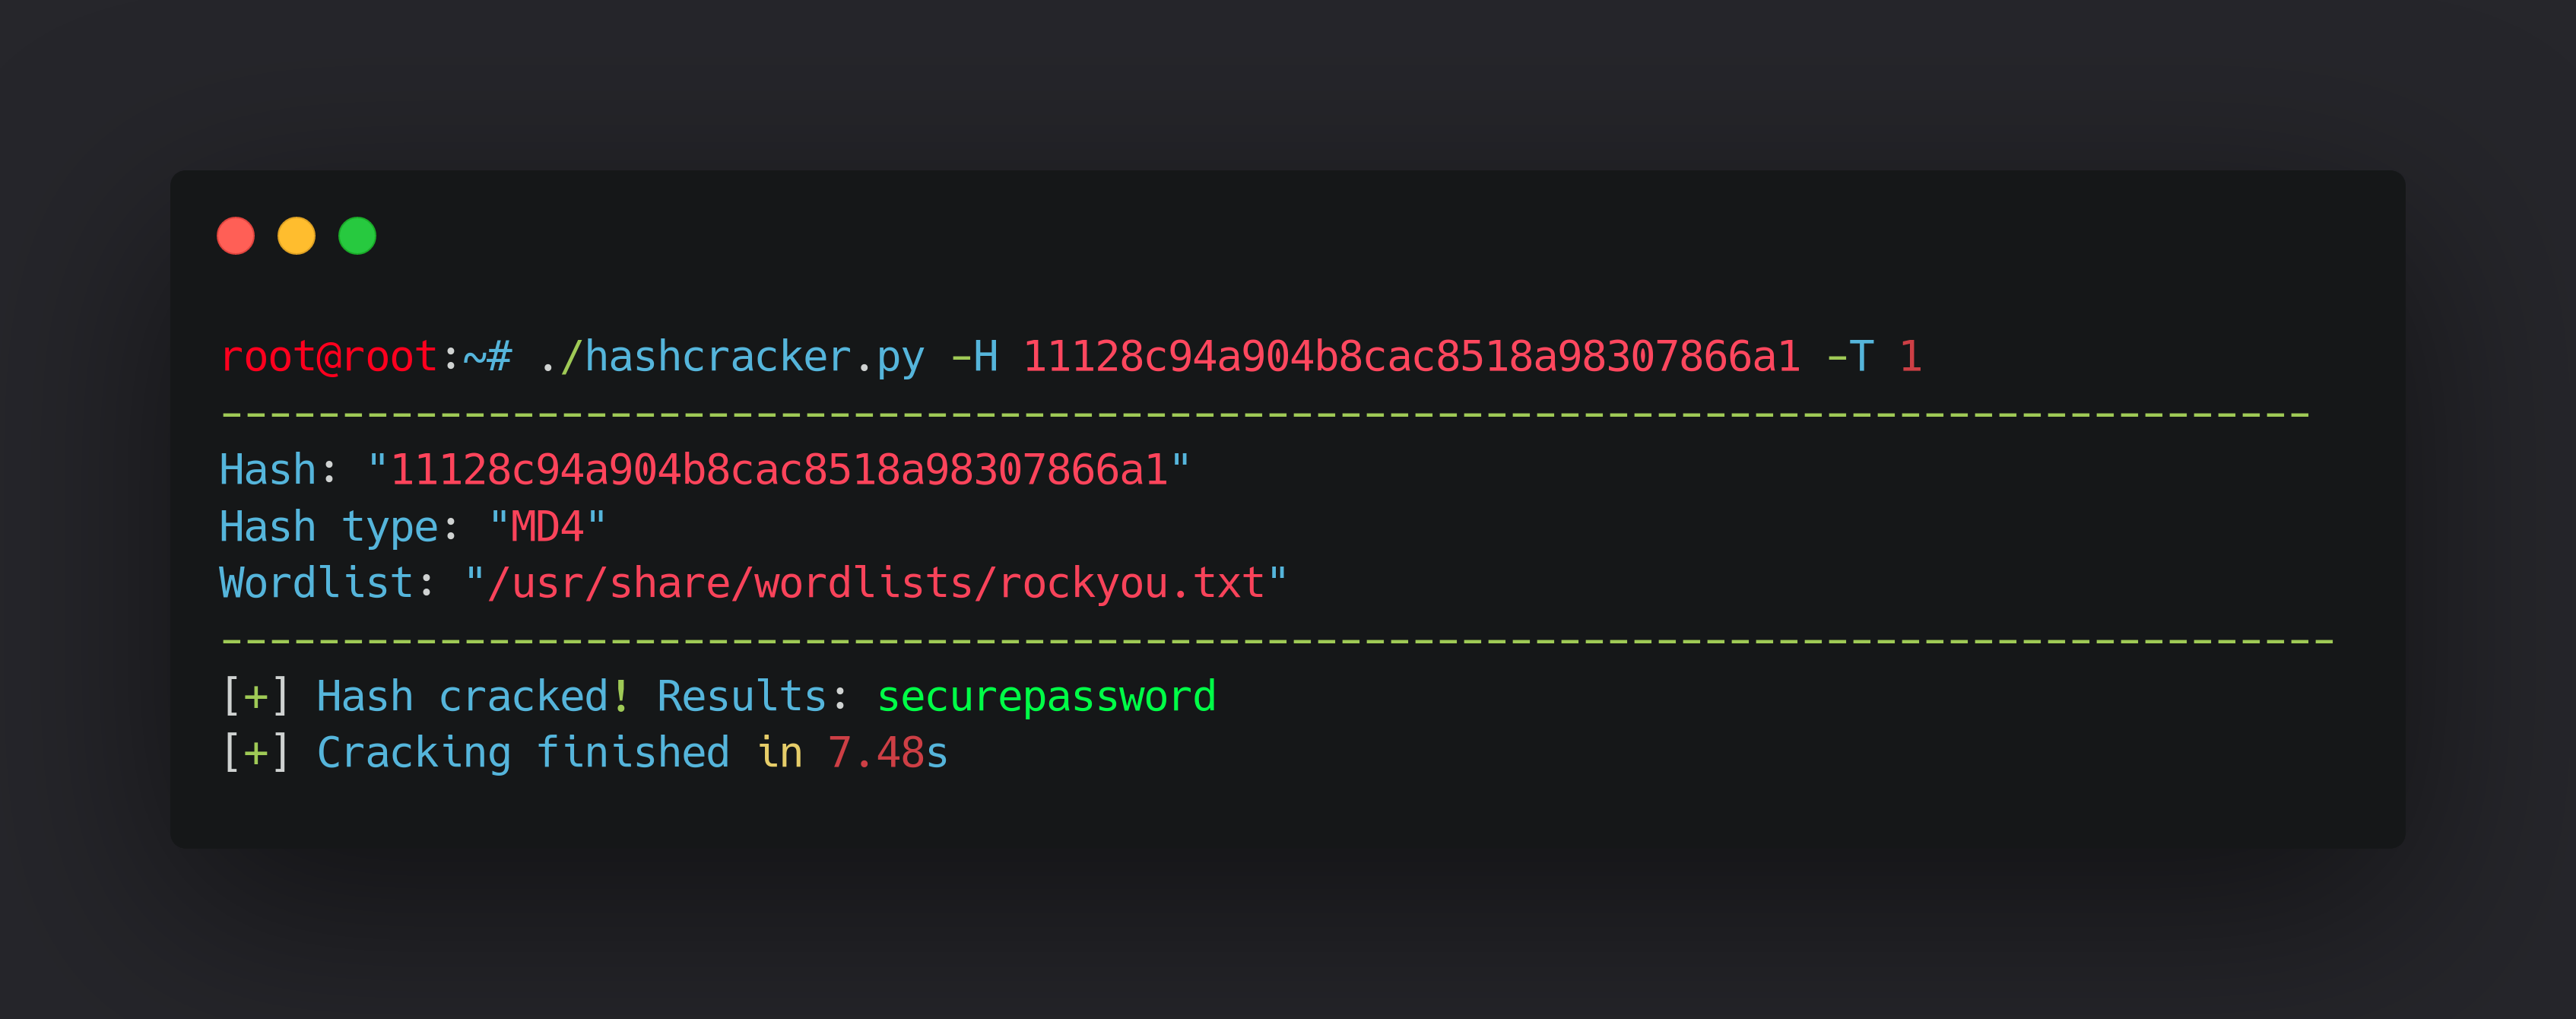 root@root:~# ./hashcracker.py -H 11128c94a904b8cac8518a98307866a1 -T 1
--------------------------------------------------------------------------------------
Hash: "11128c94a904b8cac8518a98307866a1"
Hash type: "MD4"
Wordlist: "/usr/share/wordlists/rockyou.txt"
---------------------------------------------------------------------------------------
[+] Hash cracked! Results: securepassword
[+] Cracking finished in 7.48s